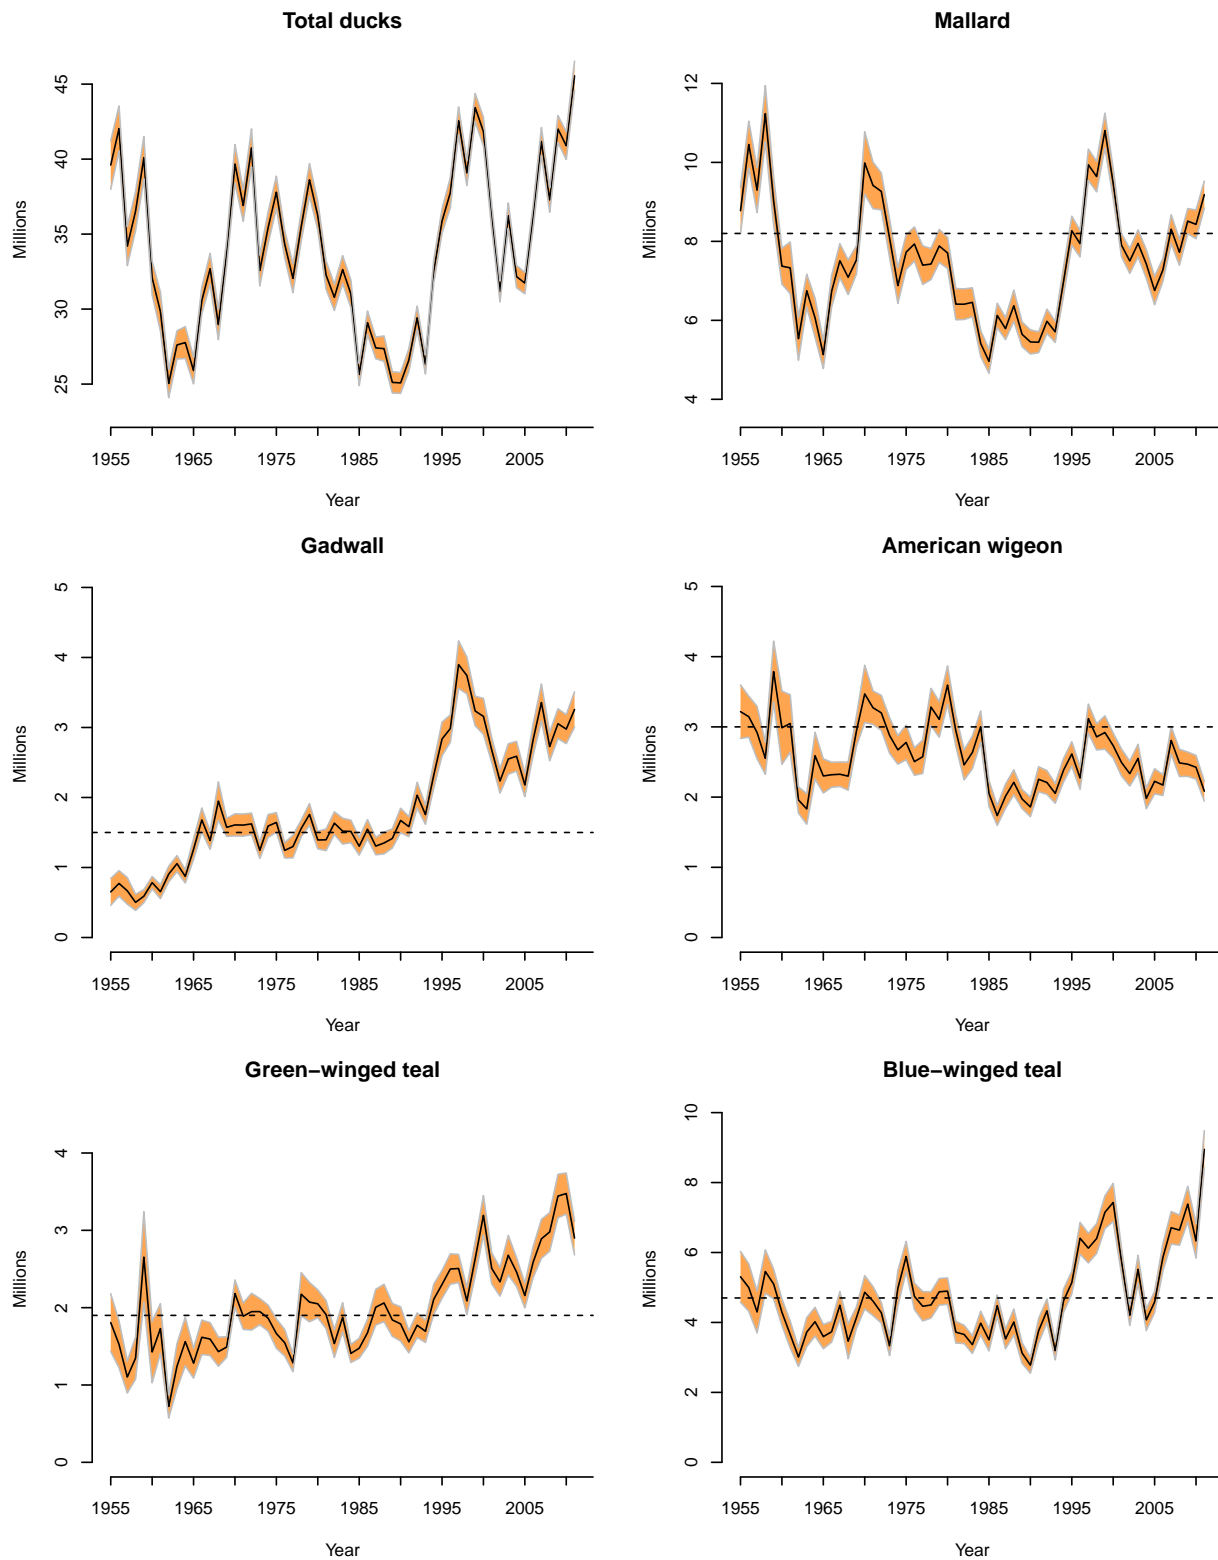 Total ducks
Millions
45
40
35
30
25
1955 1965 1975 1985 1995 2005
Year
Mallard
Millions
12
10
8
6
4
1955 1965 1975 1985 1995 2005
Year
Gadwall
Millions
5
4
3
2
1
0
1955 1965 1975 1985 1995 2005
Year
American wigeon
Millions
5
4
3
2
1
0
1955 1965 1975 1985 1995 2005
Year
Green−winged teal
Millions
4
3
2
1
0
1955 1965 1975 1985 1995 2005
Year
Blue−winged teal
Millions
10
8
6
4
2
0
1955 1965 1975 1985 1995 2005
Year